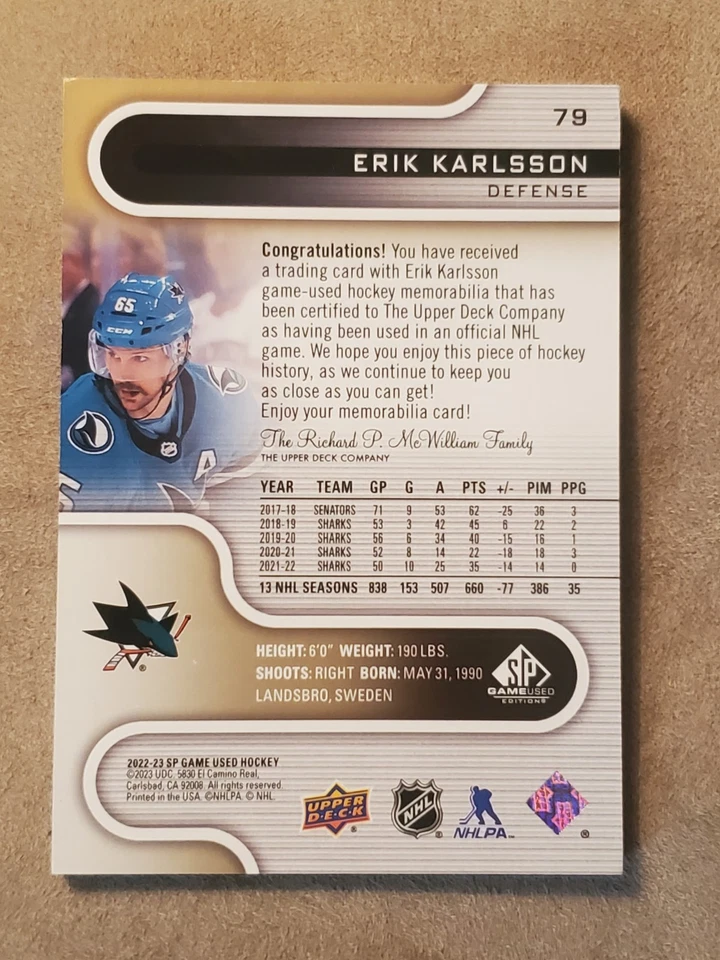 79
ERIK KARLSSON
DEFENSE
Congratulations! You have received
a trading card with Erik Karlsson
game-used hockey memorabilia that has
been certified to The Upper Deck Company
as having been used in an official NHL
game. We hope you enjoy this piece of hockey
history, as we continue to keep you
as close as you can get!
Enjoy your memorabilia card!
The Richard P. McWilliam Family
THE UPPER DECK COMPANY
65
CCM
A
65
YEAR TEAM GP G A PTS +/- PIM PPG
2017-18 SENATORS 71 9 53 62 -25 36 3
2018-19 SHARKS 53 3 42 45 6 22 2
2019-20 SHARKS 56 6 34 40 -15 16 1
2020-21 SHARKS 52 8 14 22 -18 18 3
2021-22 SHARKS 50 10 25 35 -14 14 0
13 NHL SEASONS 838 153 507 660 -77 386 35
HEIGHT: 6'0" WEIGHT: 190 LBS.
SHOOTS: RIGHT BORN: MAY 31, 1990
LANDSBRO, SWEDEN
SP
GAMEUSED
EDITION®
2022-23 SP GAME USED HOCKEY
©2023 UDC. 5830 El Camino Real,
Carlsbad, CA 92008. All rights reserved.
Printed in the USA. ©NHLPA. © NHL.
UPPER
D·E·C·K
®
NHL
®
NHLPA™
®